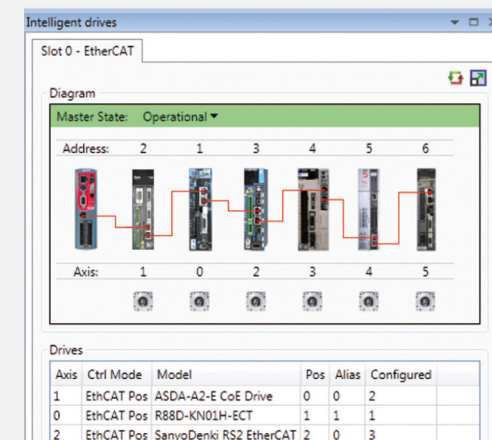 Intelligent drives
Slot 0 - EtherCAT
Diagram
Master State: Operational
Address: 2 1 3 4 5 6
Axis: 1 0 2 3 4 5
Drives
Axis Ctrl Mode Model Pos Alias Configured
1 EthCAT Pos ASDA-A2-E CoE Drive 0 0 2
0 EthCAT Pos R88D-KN01H-ECT 1 1 1
2 EthCAT Pos SanyoDenki RS2 EtherCAT 2 0 3